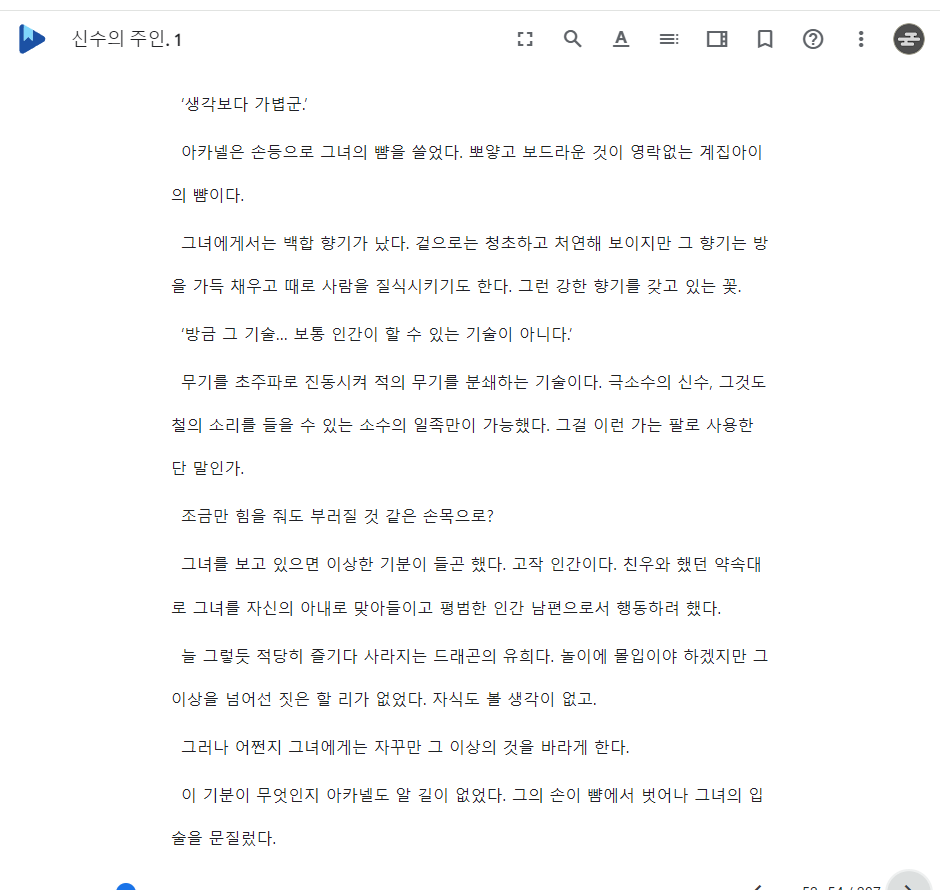 신수의 주인. 1
‘생각보다 가볍군.’
아카넬은 손등으로 그녀의 뺨을 쓸었다. 뽀얗고 보드라운 것이 영락없는 계집아이
의 뺨이다.
그녀에게서는 백합 향기가 났다. 겉으로는 청초하고 처연해 보이지만 그 향기는 방
을 가득 채우고 때로 사람을 질식시키기도 한다. 그런 강한 향기를 갖고 있는 꽃.
‘방금 그 기술... 보통 인간이 할 수 있는 기술이 아니다.’
무기를 초주파로 진동시켜 적의 무기를 분쇄하는 기술이다. 극소수의 신수, 그것도
철의 소리를 들을 수 있는 소수의 일족만이 가능했다. 그걸 이런 가는 팔로 사용한
단 말인가.
조금만 힘을 줘도 부러질 것 같은 손목으로?
그녀를 보고 있으면 이상한 기분이 들곤 했다. 고작 인간이다. 친우와 했던 약속대
로 그녀를 자신의 아내로 맞아들이고 평범한 인간 남편으로서 행동하려 했다.
늘 그렇듯 적당히 즐기다 사라지는 드래곤의 유희다. 놀이에 몰입이야 하겠지만 그
이상을 넘어선 짓은 할 리가 없었다. 자식도 볼 생각이 없고.
그러나 어쩐지 그녀에게는 자꾸만 그 이상의 것을 바라게 한다.
이 기분이 무엇인지 아카넬도 알 길이 없었다. 그의 손이 뺨에서 벗어나 그녀의 입
술을 문질렀다.